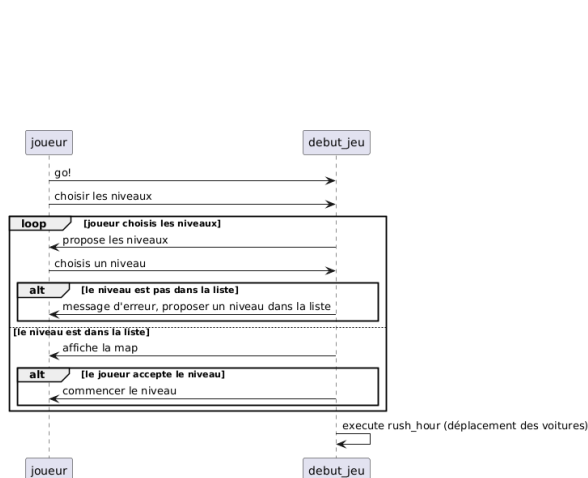 joueur debut_jeu
go!
choisir les niveaux
loop [joueur choisis les niveaux]
propose les niveaux
choisis un niveau
alt [le niveau est pas dans la liste]
message d'erreur, proposer un niveau dans la liste
[le niveau est dans la liste]
affiche la map
alt [le joueur accepte le niveau]
commencer le niveau
execute rush_hour (déplacement des voitures)
joueur debut_jeu